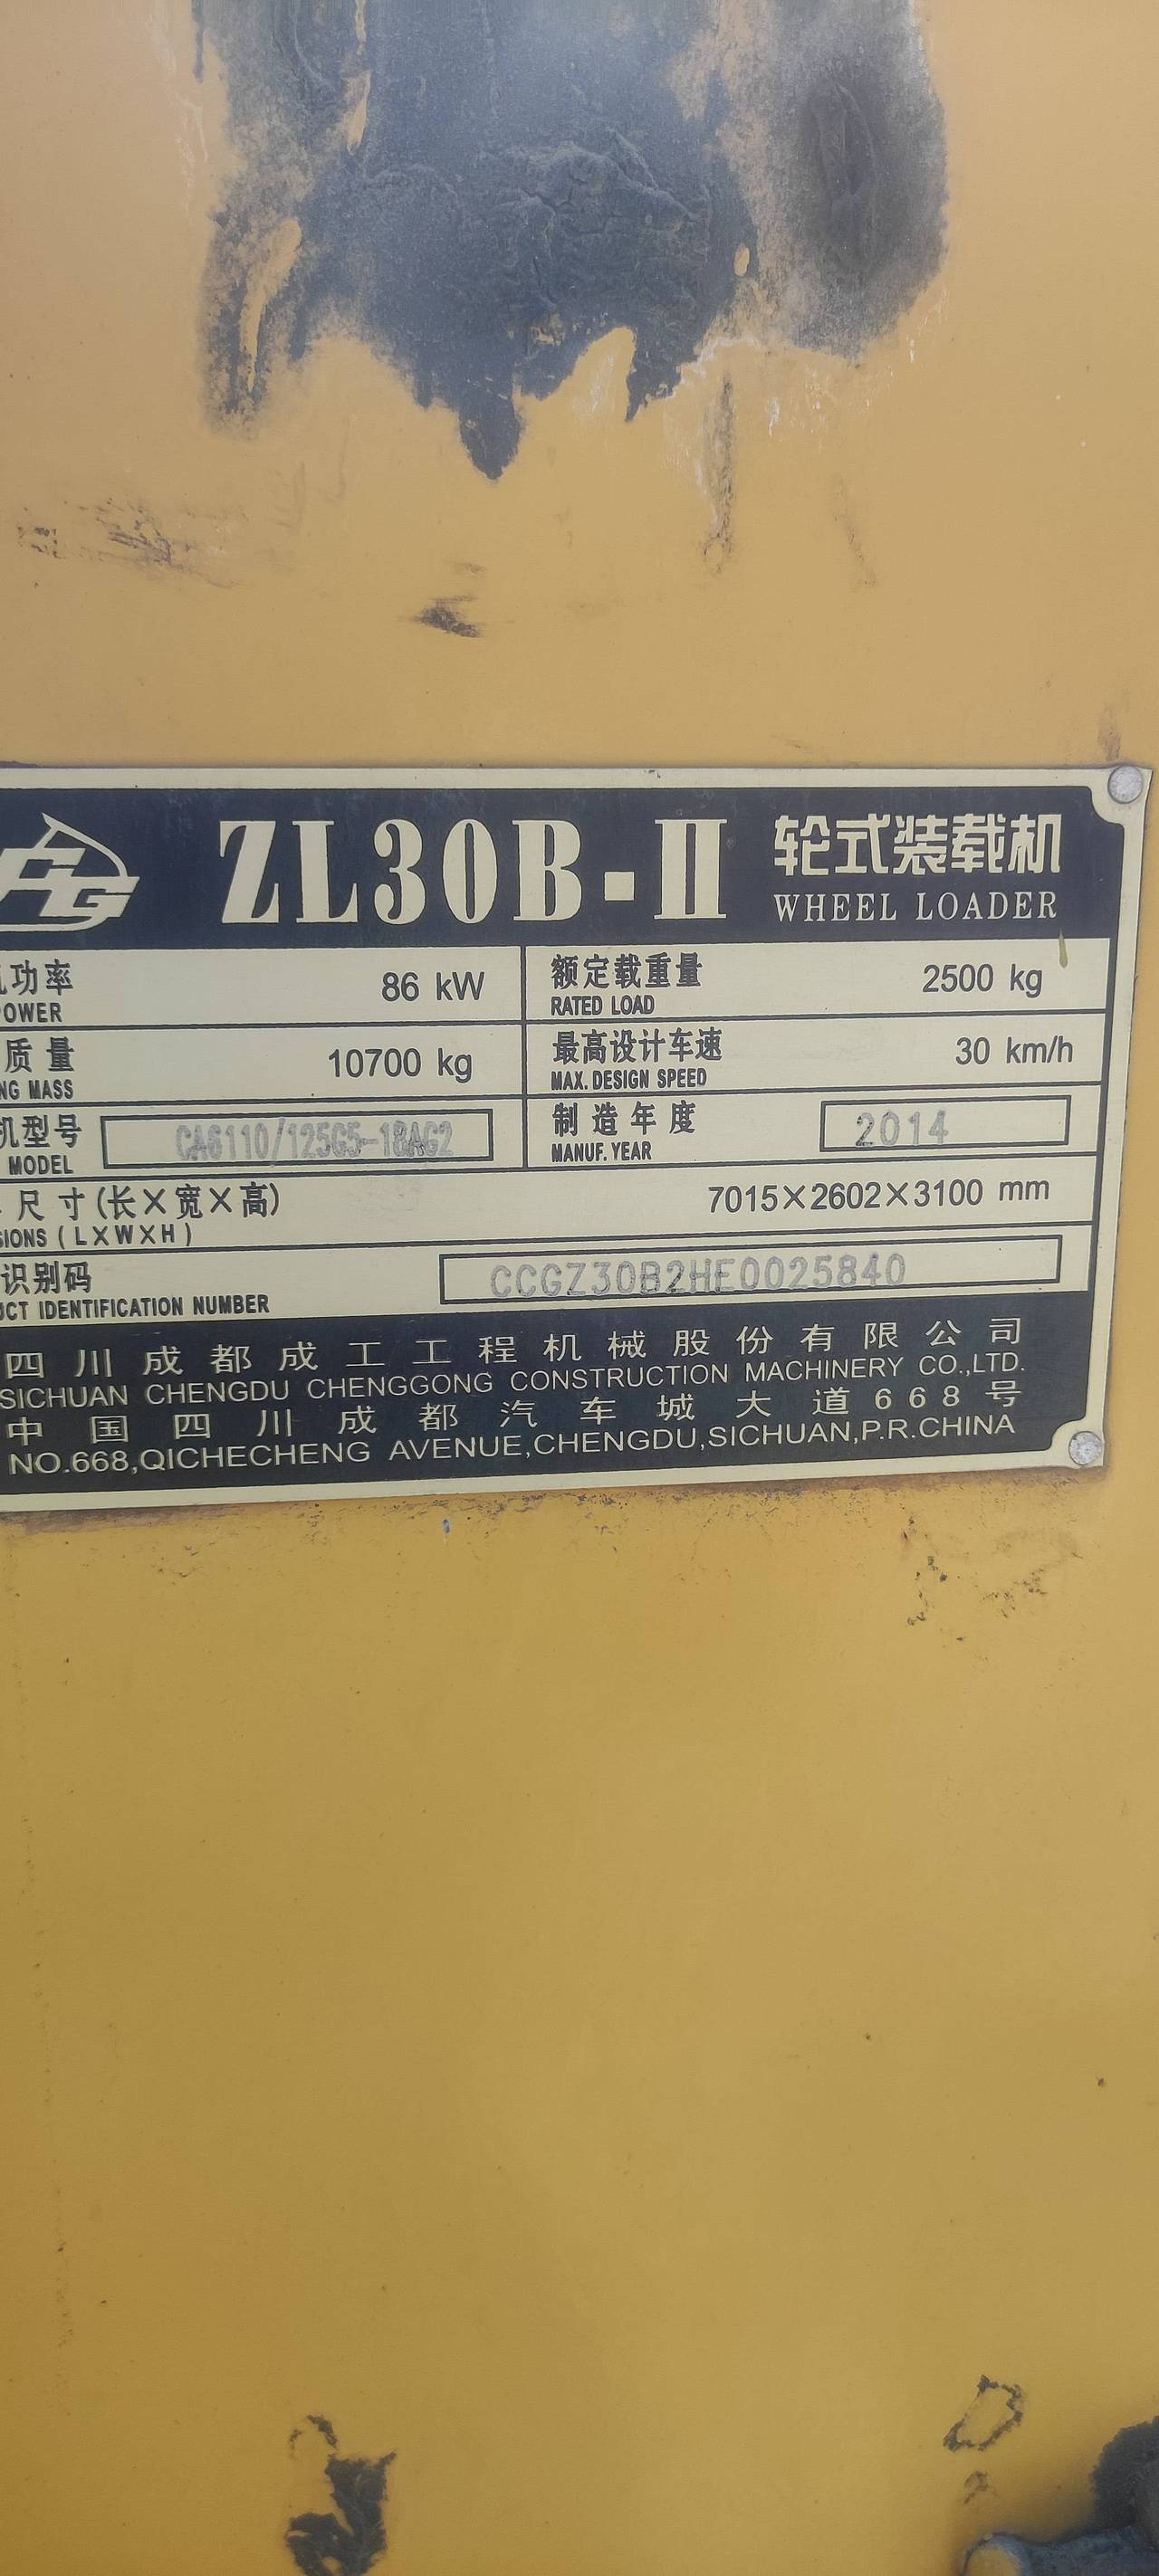 CG ZL30B-II 轮式装载机
WHEEL LOADER
功率 86 kW 额定载重量 2500 kg
POWER RATED LOAD
质量 10700 kg 最高设计车速 30 km/h
NG MASS MAX. DESIGN SPEED
机型号 CA6110/125G5-18AG2 制造年度 2014
MODEL MANUF. YEAR
尺寸(长×宽×高) 7015×2602×3100 mm
SIONS (L×W×H)
识别码 CCGZ30B2HE0025840
UCT IDENTIFICATION NUMBER
四川成都成工工程机械股份有限公司
SICHUAN CHENGDU CHENGGONG CONSTRUCTION MACHINERY CO.,LTD.
中国四川成都汽车城大道668号
NO.668,QICHECHENG AVENUE,CHENGDU,SICHUAN,P.R.CHINA